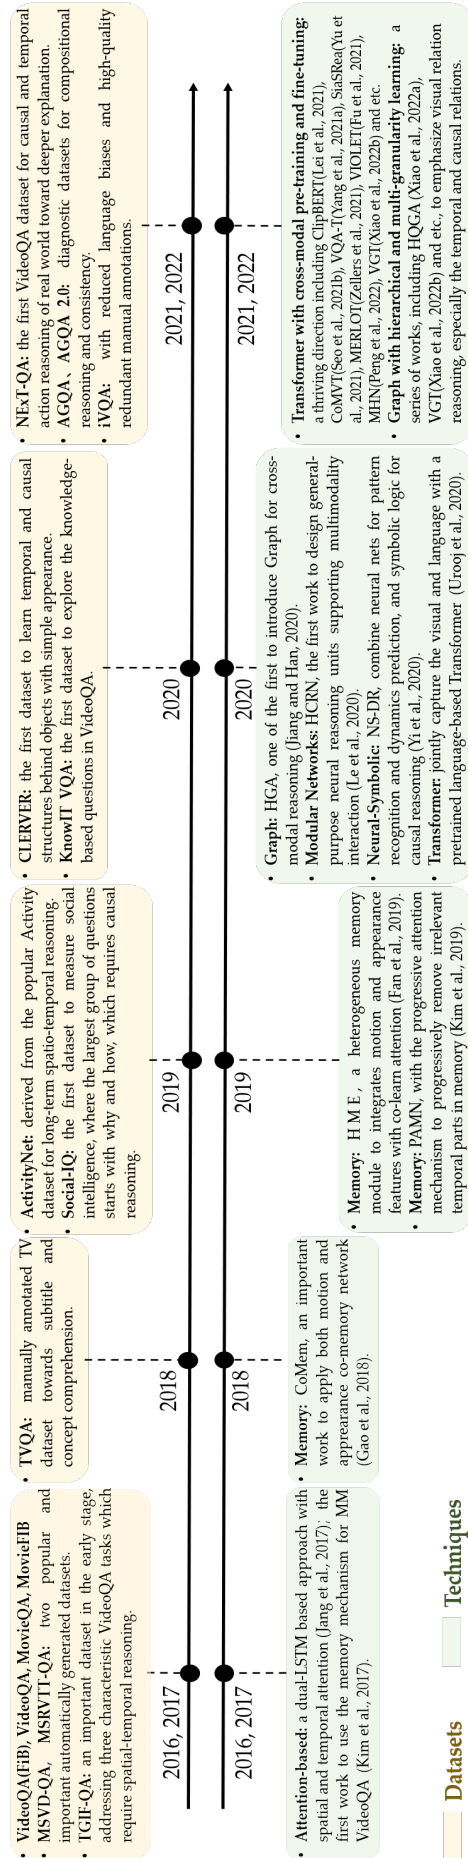 • VideoQA(FiB), VideoQA, MovieQA, MovieFIB
• MSVD-QA, MSRVTT-QA: two popular and
important automatically generated datasets.
• TGIF-QA: an important dataset in the early stage,
addressing three characteristic VideoQA tasks which
require spatial-temporal reasoning.
• TVQA: manually annotated TV
dataset towards subtitle and
concept comprehension.
• ActivityNet: derived from the popular Activity
dataset for long-term spatio-temporal reasoning.
• Social-IQ: the first dataset to measure social
intelligence, where the largest group of questions
starts with why and how, which requires causal
reasoning.
• CLERVER: the first dataset to learn temporal and causal
structures behind objects with simple appearance.
• KnowIT VQA: the first dataset to explore the knowledge-
based questions in VideoQA.
• NExT-QA: the first VideoQA dataset for causal and temporal
action reasoning of real world toward deeper explanation.
• AGQA、AGQA 2.0: diagnostic datasets for compositional
reasoning and consistency.
• iVQA: with reduced language biases and high-quality
redundant manual annotations.
2016, 2017
2018
2019
2020
2021, 2022
2016, 2017
2018
2019
2020
2021, 2022
• Attention-based: a dual-LSTM based approach with
spatial and temporal attention (Jang et al., 2017); the
first work to use the memory mechanism for MM
VideoQA (Kim et al., 2017).
• Memory: CoMem, an important
work to apply both motion and
apprearance co-memory network
(Gao et al., 2018).
• Memory: HME, a heterogeneous memory
module to integrates motion and appearance
features with co-learn attention (Fan et al., 2019).
• Memory: PAMN, with the progressive attention
mechanism to progressively remove irrelevant
temporal parts in memory (Kim et al., 2019).
• Graph: HGA, one of the first to introduce Graph for cross-
modal reasoning (Jiang and Han, 2020).
• Modular Networks: HCRN, the first work to design general-
purpose neural reasoning units supporting multimodality
interaction (Le et al., 2020).
• Neural-Symbolic: NS-DR, combine neural nets for pattern
recognition and dynamics prediction, and symbolic logic for
causal reasoning (Yi et al., 2020).
• Transformer: jointly capture the visual and language with a
pretrained language-based Transformer (Urooj et al., 2020).
• Transformer with cross-modal pre-training and fine-tuning:
a thriving direction including ClipBERT(Lei et al., 2021),
CoMVT(Seo et al., 2021b), VQA-T(Yang et al., 2021a), SiaSRea(Yu et
al., 2021), MERLOT(Zellers et al., 2021), VIOLET(Fu et al., 2021),
MHN(Peng et al., 2022), VGT(Xiao et al., 2022b) and etc.
• Graph with hierarchical and multi-granularity learning: a
series of works, including HQGA (Xiao et al., 2022a),
VGT(Xiao et al., 2022b) and etc., to emphasize visual relation
reasoning, especially the temporal and causal relations.
Datasets
Techniques